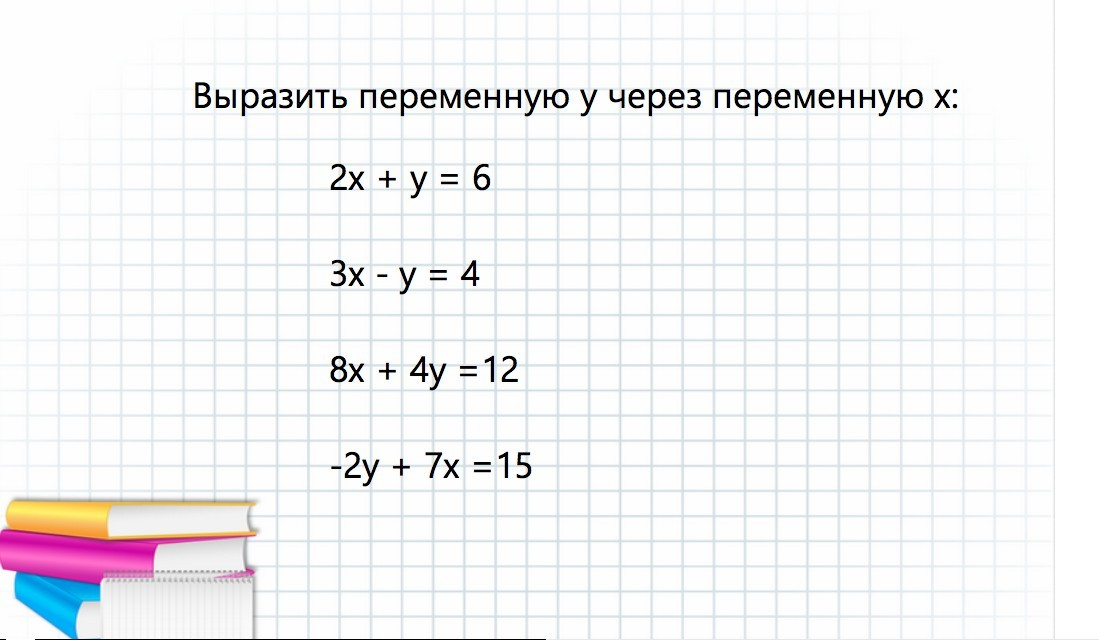 Выразить переменную у через переменную х:
2х + у = 6
3х - у = 4
8х + 4у =12
-2у + 7х =15